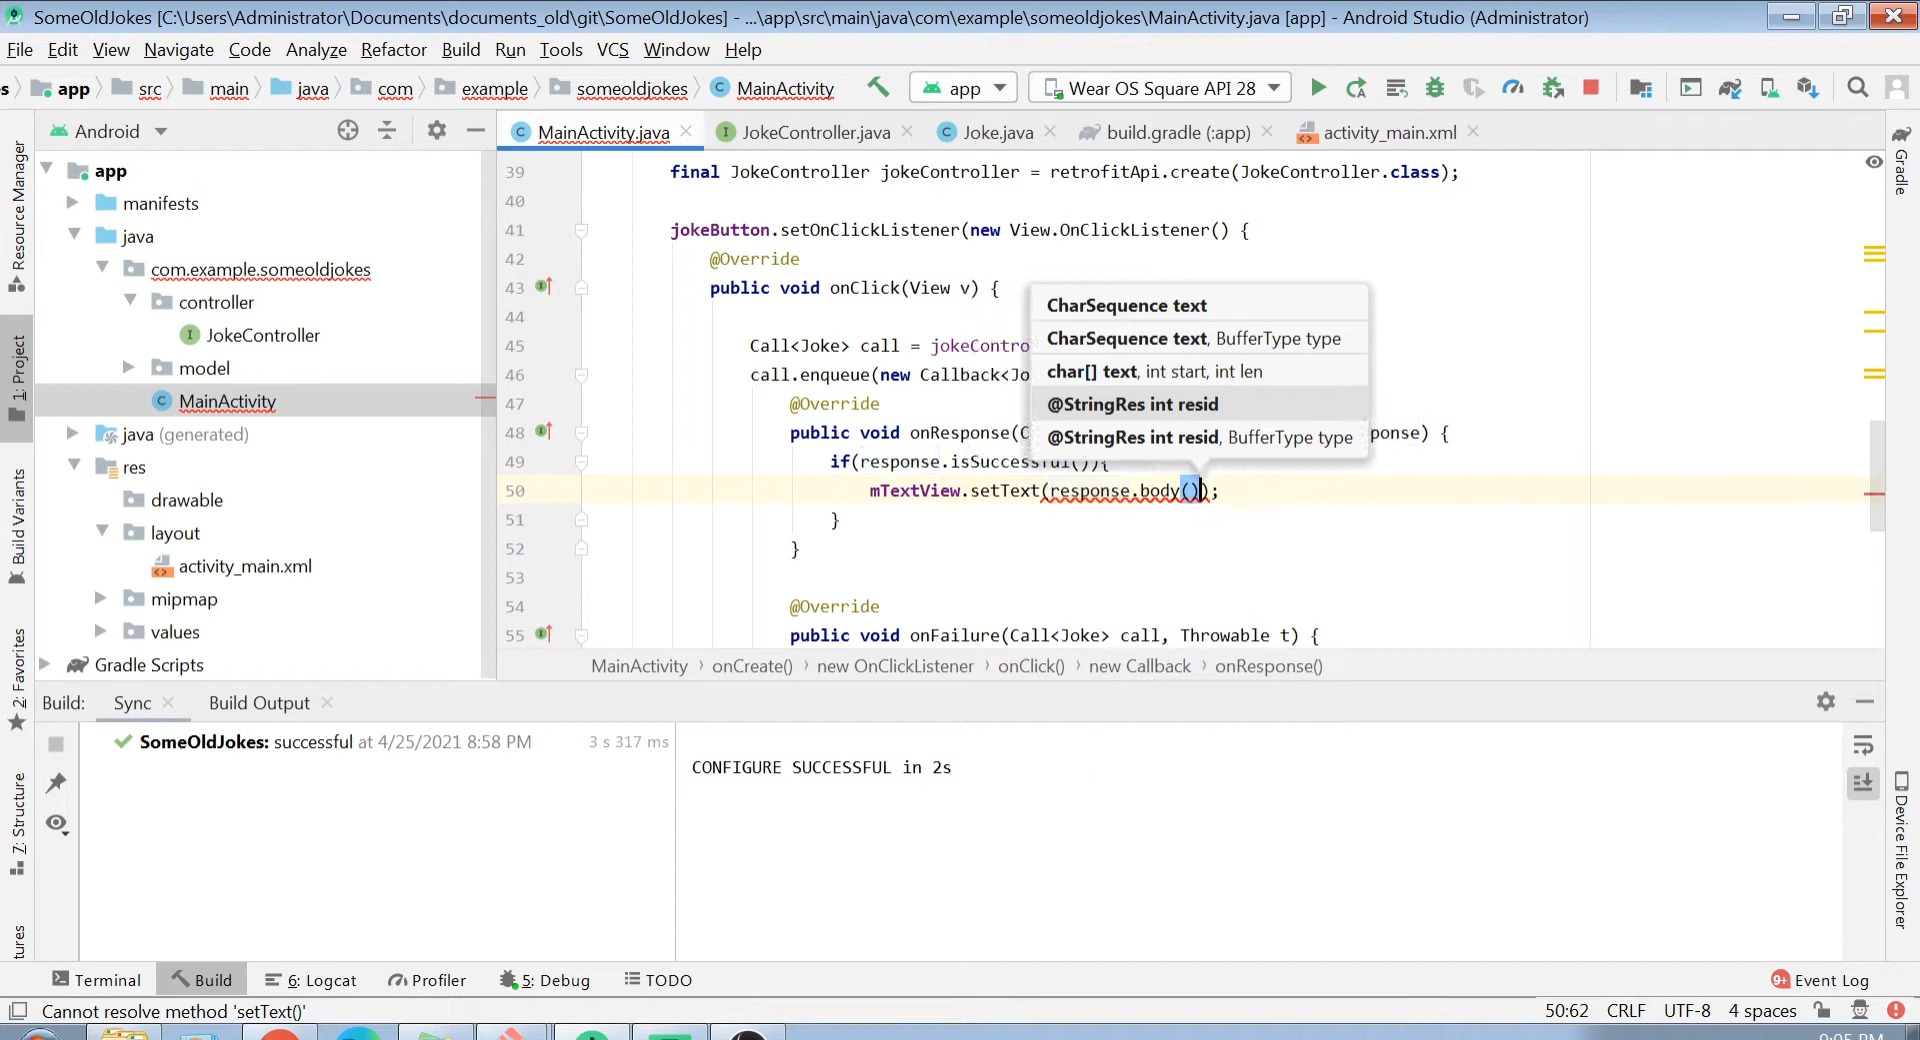 SomeOldJokes [C:\Users\Administrator\Documents\documents_old\git\SomeOldJokes] - ...\app\src\main\java\com\example\someoldjokes\MainActivity.java [app] - Android Studio (Administrator)
File Edit View Navigate Code Analyze Refactor Build Run Tools VCS Window Help
s app src main java com example someoldjokes MainActivity app Wear OS Square API 28
Android
MainActivity.java JokeController.java Joke.java build.gradle (:app) activity_main.xml
Resource Manager
1: Project
Build Variants
2: Favorites
7: Structure
tures
app
manifests
java
com.example.someoldjokes
controller
JokeController
model
MainActivity
java (generated)
res
drawable
layout
activity_main.xml
mipmap
values
Gradle Scripts
39 final JokeController jokeController = retrofitApi.create(JokeController.class);
40
41 jokeButton.setOnClickListener(new View.OnClickListener() {
42 @Override
43 public void onClick(View v) {
44
45 Call<Joke> call = jokeContro
46 call.enqueue(new Callback<Jo
47 @Override
48 public void onResponse(C ponse) {
49 if(response.isSuccessful()){
50 mTextView.setText(response.body());
51 }
52 }
53
54 @Override
55 public void onFailure(Call<Joke> call, Throwable t) {
CharSequence text
CharSequence text, BufferType type
char[] text, int start, int len
@StringRes int resid
@StringRes int resid, BufferType type
MainActivity › onCreate() › new OnClickListener › onClick() › new Callback › onResponse()
Gradle
Device File Explorer
Build: Sync Build Output
SomeOldJokes: successful at 4/25/2021 8:58 PM 3 s 317 ms
CONFIGURE SUCCESSFUL in 2s
Terminal Build 6: Logcat Profiler 5: Debug TODO 9+ Event Log
Cannot resolve method 'setText()' 50:62 CRLF UTF-8 4 spaces
9:05 PM